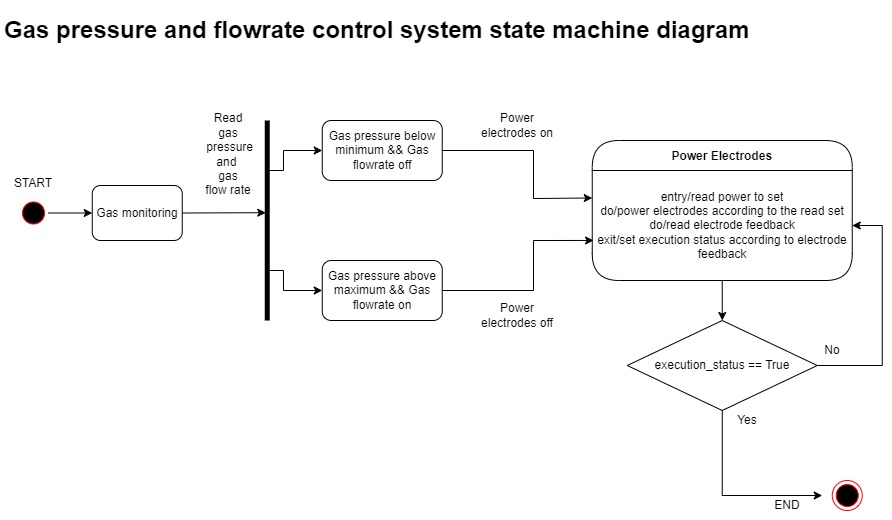 Gas pressure and flowrate control system state machine diagram
START
Gas monitoring
Read
gas
pressure
and
gas
flow rate
Gas pressure below
minimum && Gas
flowrate off
Power
electrodes on
Gas pressure above
maximum && Gas
flowrate on
Power
electrodes off
Power Electrodes
entry/read power to set
do/power electrodes according to the read set
do/read electrode feedback
exit/set execution status according to electrode
feedback
execution_status == True
No
Yes
END